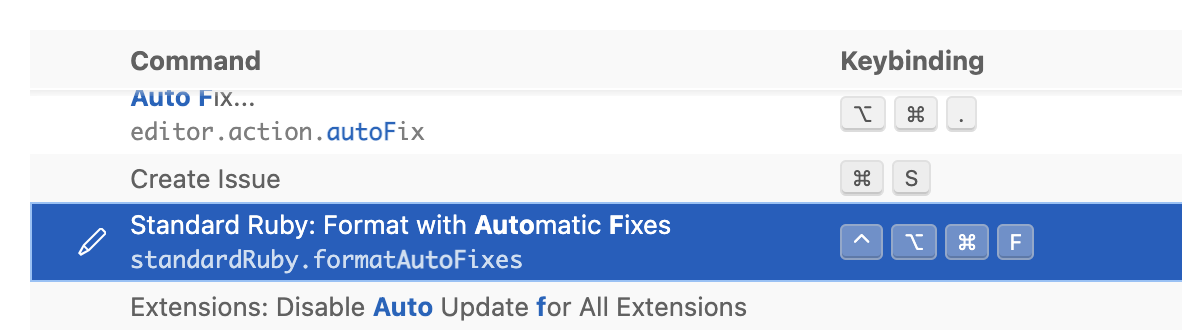 Command Keybinding
Auto Fix...
editor.action.autoFix
⌥ ⌘ .
Create Issue
⌘ S
Standard Ruby: Format with Automatic Fixes
standardRuby.formatAutoFixes
^ ⌥ ⌘ F
Extensions: Disable Auto Update for All Extensions